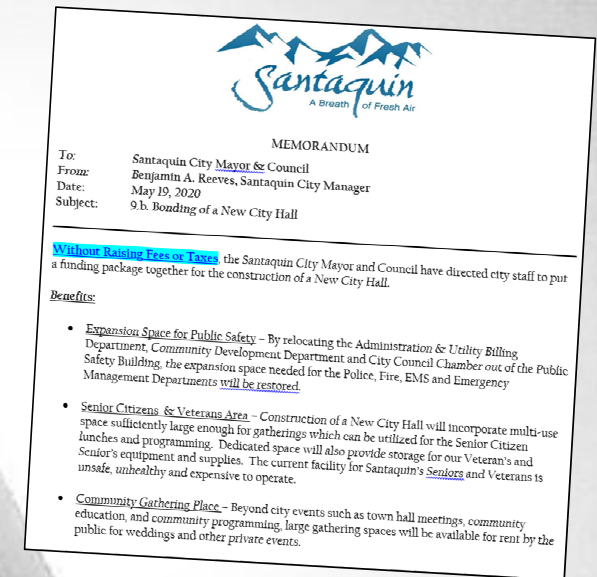 Santaquin
A Breath of Fresh Air
MEMORANDUM
To: Santaquin City Mayor & Council
From: Benjamin A. Reeves, Santaquin City Manager
Date: May 19, 2020
Subject: 9.b. Bonding of a New City Hall
Without Raising Fees or Taxes, the Santaquin City Mayor and Council have directed city staff to put
a funding package together for the construction of a New City Hall.
Benefits:
• Expansion Space for Public Safety – By relocating the Administration & Utility Billing
Department, Community Development Department and City Council Chamber out of the Public
Safety Building, the expansion space needed for the Police, Fire, EMS and Emergency
Management Departments will be restored.
• Senior Citizens & Veterans Area – Construction of a New City Hall will incorporate multi-use
space sufficiently large enough for gatherings which can be utilized for the Senior Citizen
lunches and programming. Dedicated space will also provide storage for our Veteran's and
Senior's equipment and supplies. The current facility for Santaquin's Seniors and Veterans is
unsafe, unhealthy and expensive to operate.
• Community Gathering Place – Beyond city events such as town hall meetings, community
education, and community programming, large gathering spaces will be available for rent by the
public for weddings and other private events.